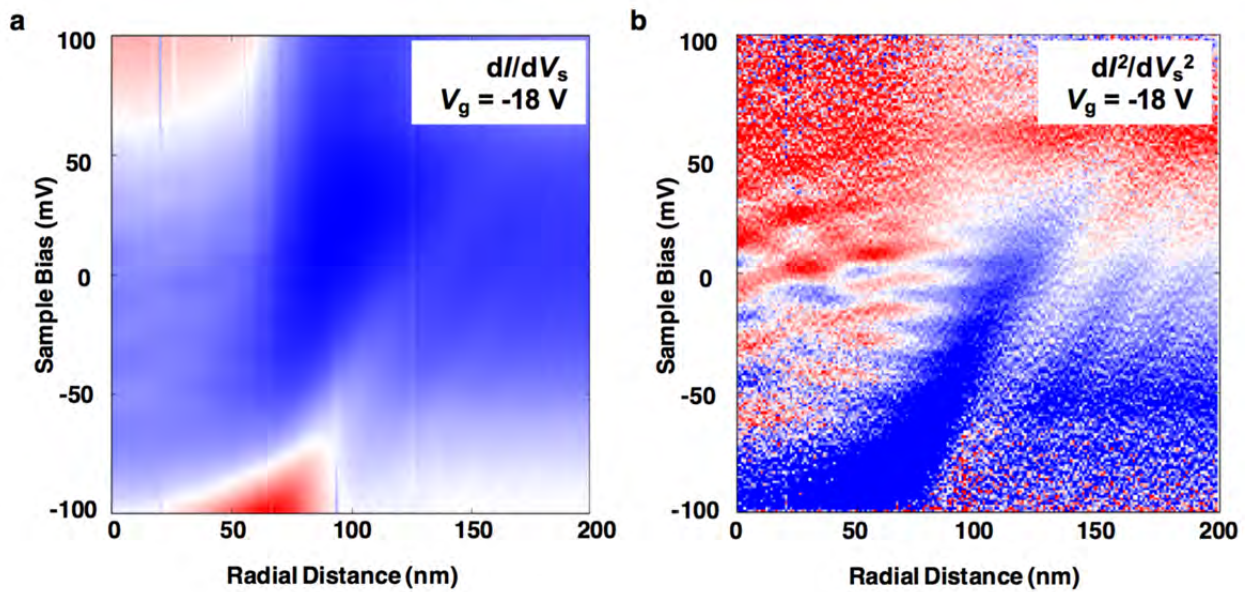 a
dI//dVs
Vg = -18 V
100
50
0
-50
-100
Sample Bias (mV)
0
50
100
150
200
Radial Distance (nm)
b
dI²/dVs²
Vg = -18 V
100
50
0
-50
-100
Sample Bias (mV)
0
50
100
150
200
Radial Distance (nm)